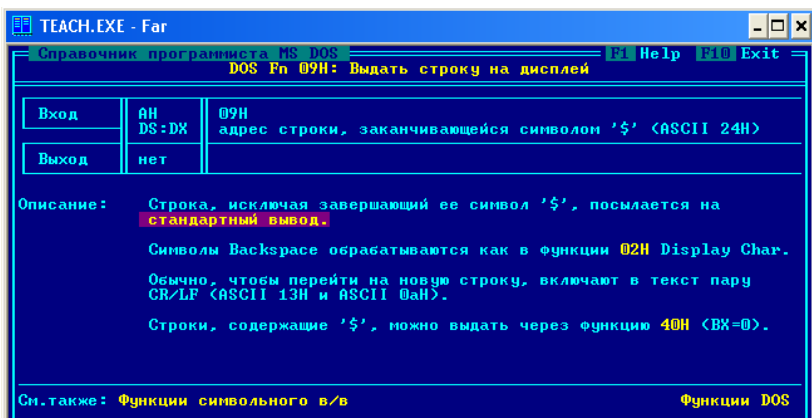 TEACH.EXE - Far
Справочник программиста MS DOS F1 Help F10 Exit
DOS Fn 09H: Выдать строку на дисплей
Вход AH 09H
DS:DX адрес строки, заканчивающейся символом '$' (ASCII 24H)
Выход нет
Описание: Строка, исключая завершающий ее символ '$', посылается на
стандартный вывод.
Символы Backspace обрабатываются как в функции 02H Display Char.
Обычно, чтобы перейти на новую строку, включают в текст пару
CR/LF (ASCII 13H и ASCII 0aH).
Строки, содержащие '$', можно выдать через функцию 40H (BX=0).
См.также: Функции символьного в/в Функции DOS